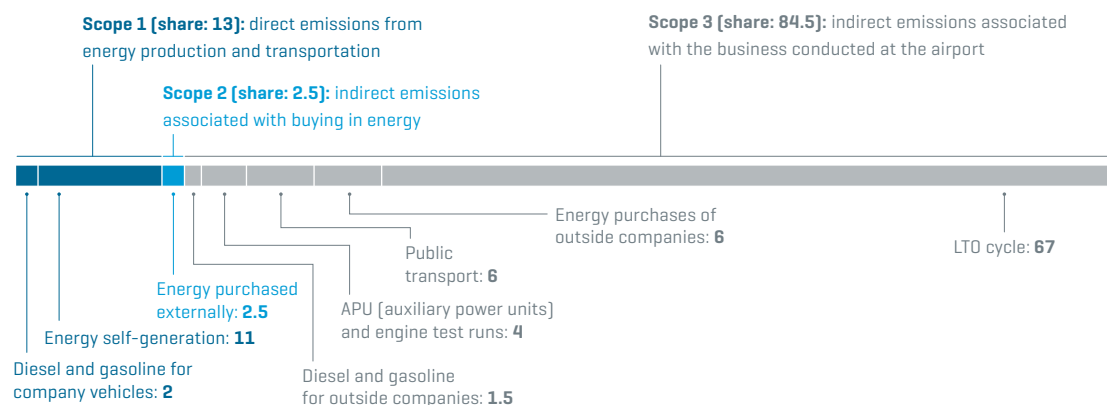 Scope 1 (share: 13): direct emissions from
energy production and transportation
Scope 3 (share: 84.5): indirect emissions associated
with the business conducted at the airport
Scope 2 (share: 2.5): indirect emissions
associated with buying in energy
Energy purchases of
outside companies: 6
Public
transport: 6
LTO cycle: 67
Energy purchased
externally: 2.5
APU (auxiliary power units)
and engine test runs: 4
Energy self-generation: 11
Diesel and gasoline for
company vehicles: 2
Diesel and gasoline
for outside companies: 1.5